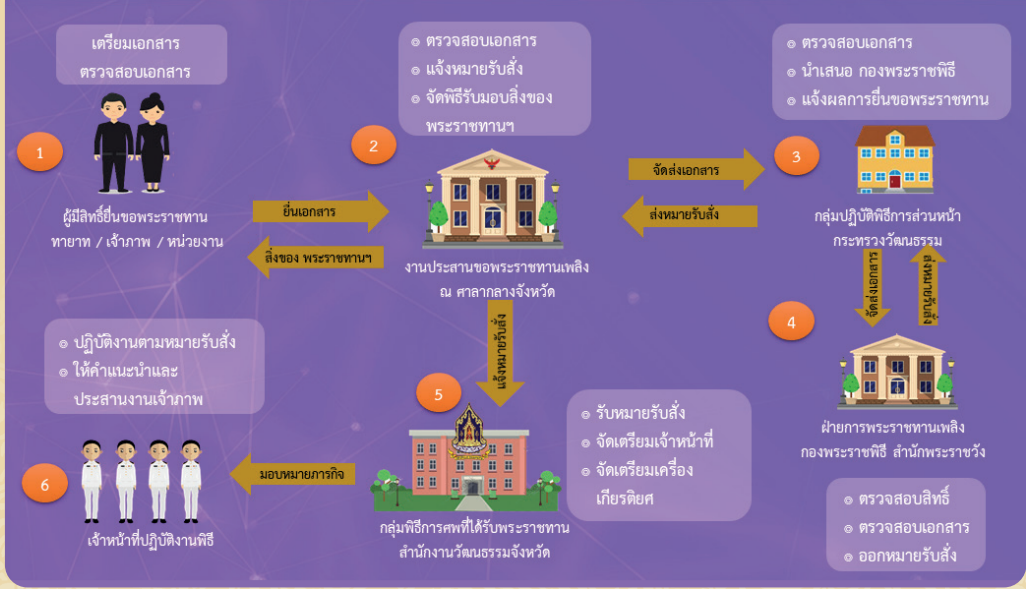 เตรียมเอกสาร
ตรวจสอบเอกสาร
1
ผู้มีสิทธิ์ยื่นขอพระราชทาน
ทายาท / เจ้าภาพ / หน่วยงาน
ยื่นเอกสาร
สิ่งของ พระราชทานฯ
๏ ตรวจสอบเอกสาร
๏ แจ้งหมายรับสั่ง
๏ จัดพิธีรับมอบสิ่งของ
พระราชทานฯ
2
งานประสานขอพระราชทานเพลิง
ณ ศาลากลางจังหวัด
จัดส่งเอกสาร
ส่งหมายรับสั่ง
๏ ตรวจสอบเอกสาร
๏ นำเสนอ กองพระราชพิธี
๏ แจ้งผลการยื่นขอพระราชทาน
3
กลุ่มปฏิบัติพิธีการส่วนหน้า
กระทรวงวัฒนธรรม
จัดส่งเอกสาร
ส่งหมายรับสั่ง
4
ฝ่ายการพระราชทานเพลิง
กองพระราชพิธี สำนักพระราชวัง
๏ ตรวจสอบสิทธิ์
๏ ตรวจสอบเอกสาร
๏ ออกหมายรับสั่ง
แจ้งหมายรับสั่ง
5
กลุ่มพิธีการศพที่ได้รับพระราชทาน
สำนักงานวัฒนธรรมจังหวัด
๏ รับหมายรับสั่ง
๏ จัดเตรียมเจ้าหน้าที่
๏ จัดเตรียมเครื่อง
เกียรติยศ
มอบหมายภารกิจ
๏ ปฏิบัติงานตามหมายรับสั่ง
๏ ให้คำแนะนำและ
ประสานงานเจ้าภาพ
6
เจ้าหน้าที่ปฏิบัติงานพิธี